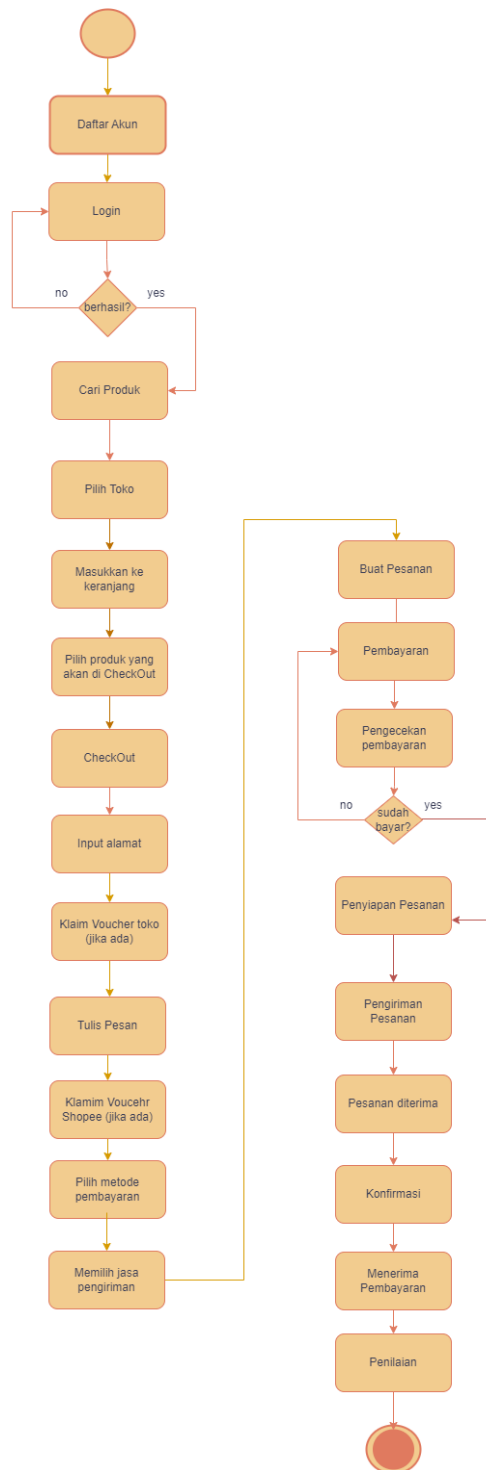 Daftar Akun
Login
no
yes
berhasil?
Cari Produk
Pilih Toko
Masukkan ke
keranjang
Pilih produk yang
akan di CheckOut
CheckOut
Input alamat
Klaim Voucher toko
(jika ada)
Tulis Pesan
Klamim Voucehr
Shopee (jika ada)
Pilih metode
pembayaran
Memilih jasa
pengiriman
Buat Pesanan
Pembayaran
Pengecekan
pembayaran
no
yes
sudah
bayar?
Penyiapan Pesanan
Pengiriman
Pesanan
Pesanan diterima
Konfirmasi
Menerima
Pembayaran
Penilaian